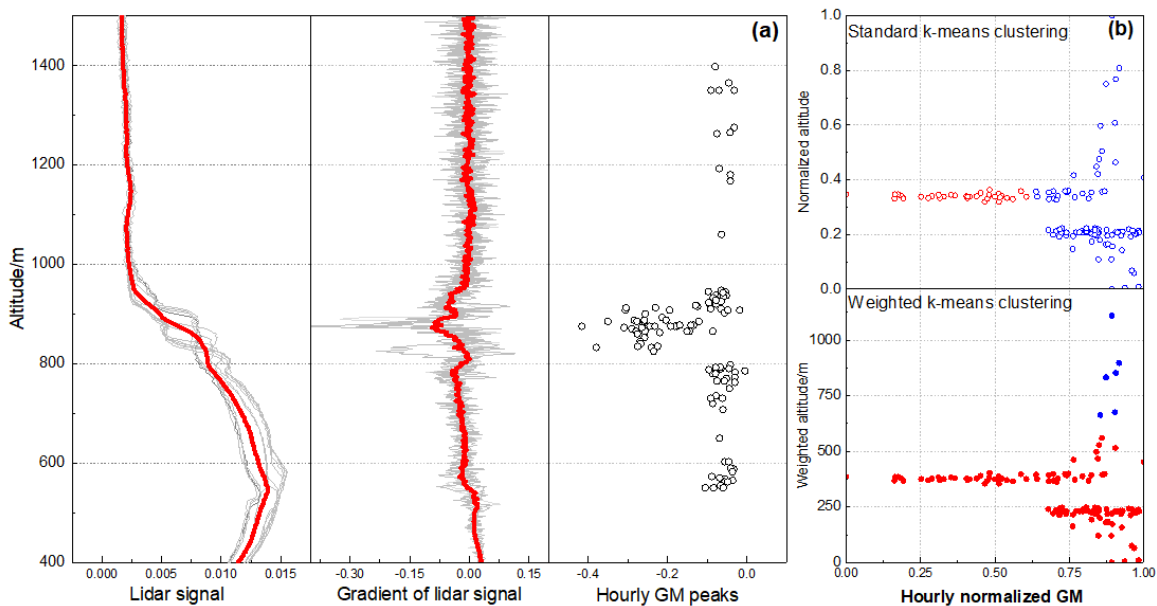 (a)
1400
1200
1000
800
600
400
Altitude/m
0.000 0.005 0.010 0.015
Lidar signal
-0.30 -0.15 0.00
Gradient of lidar signal
-0.4 -0.2 0.0
Hourly GM peaks
(b)
Standard k-means clustering
1.0
0.8
0.6
0.4
0.2
0.0
Normalized altitude
Weighted k-means clustering
1000
750
500
250
0
Weighted altitude/m
0.00 0.25 0.50 0.75 1.00
Hourly normalized GM